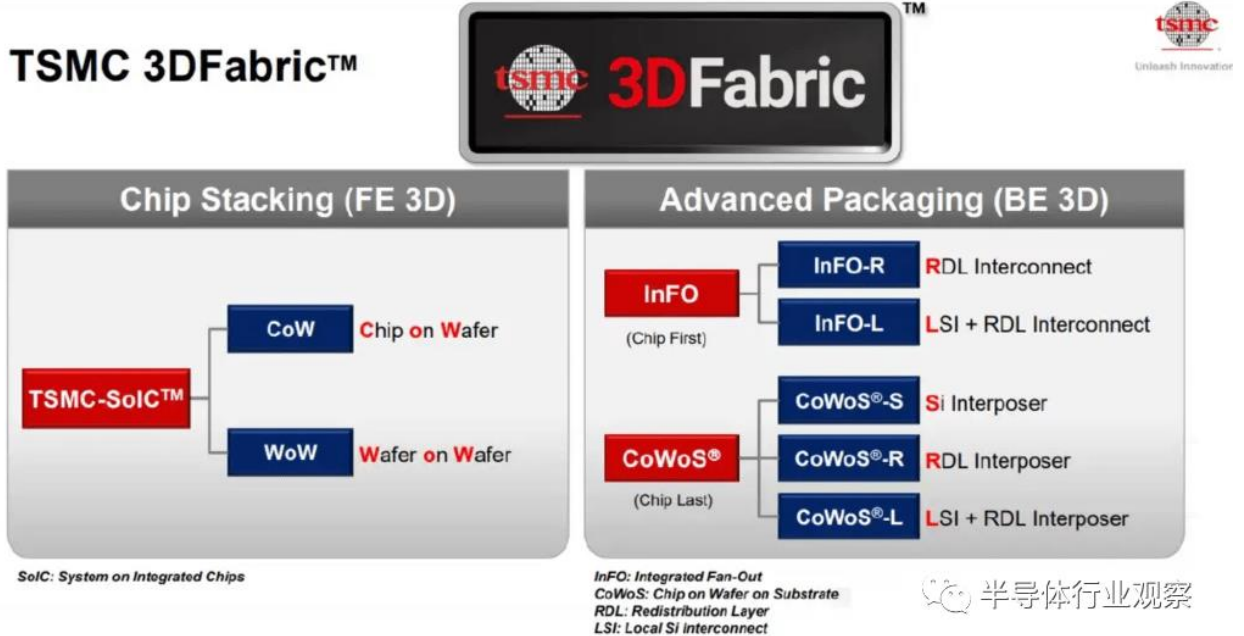 TSMC 3DFabric™
tsmc 3DFabric
™
tsmc
Unleash Innovation
Chip Stacking (FE 3D)
TSMC-SoIC™
CoW
Chip on Wafer
WoW
Wafer on Wafer
SoIC: System on Integrated Chips
Advanced Packaging (BE 3D)
InFO
(Chip First)
InFO-R
RDL Interconnect
InFO-L
LSI + RDL Interconnect
CoWoS®
(Chip Last)
CoWoS®-S
Si Interposer
CoWoS®-R
RDL Interposer
CoWoS®-L
LSI + RDL Interposer
InFO: Integrated Fan-Out
CoWoS: Chip on Wafer on Substrate
RDL: Redistribution Layer
LSI: Local Si interconnect
半导体行业观察